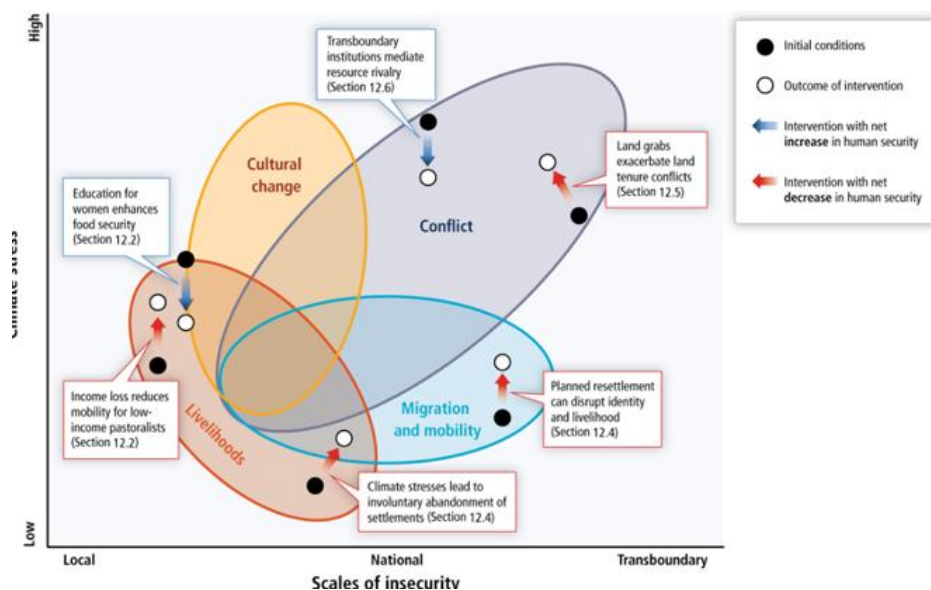 High
Transboundary
institutions mediate
resource rivalry
(Section 12.6)
Initial conditions
Outcome of intervention
Intervention with net
increase in human security
Intervention with net
decrease in human security
Cultural
change
Land grabs
exacerbate land
tenure conflicts
(Section 12.5)
Education for
women enhances
food security
(Section 12.2)
Conflict
Climate stress
Income loss reduces
mobility for low-
income pastoralists
(Section 12.2)
Livelihoods
Migration
and mobility
Planned resettlement
can disrupt identity
and livelihood
(Section 12.4)
Climate stresses lead to
involuntary abandonment of
settlements (Section 12.4)
Low
Local
National
Transboundary
Scales of insecurity